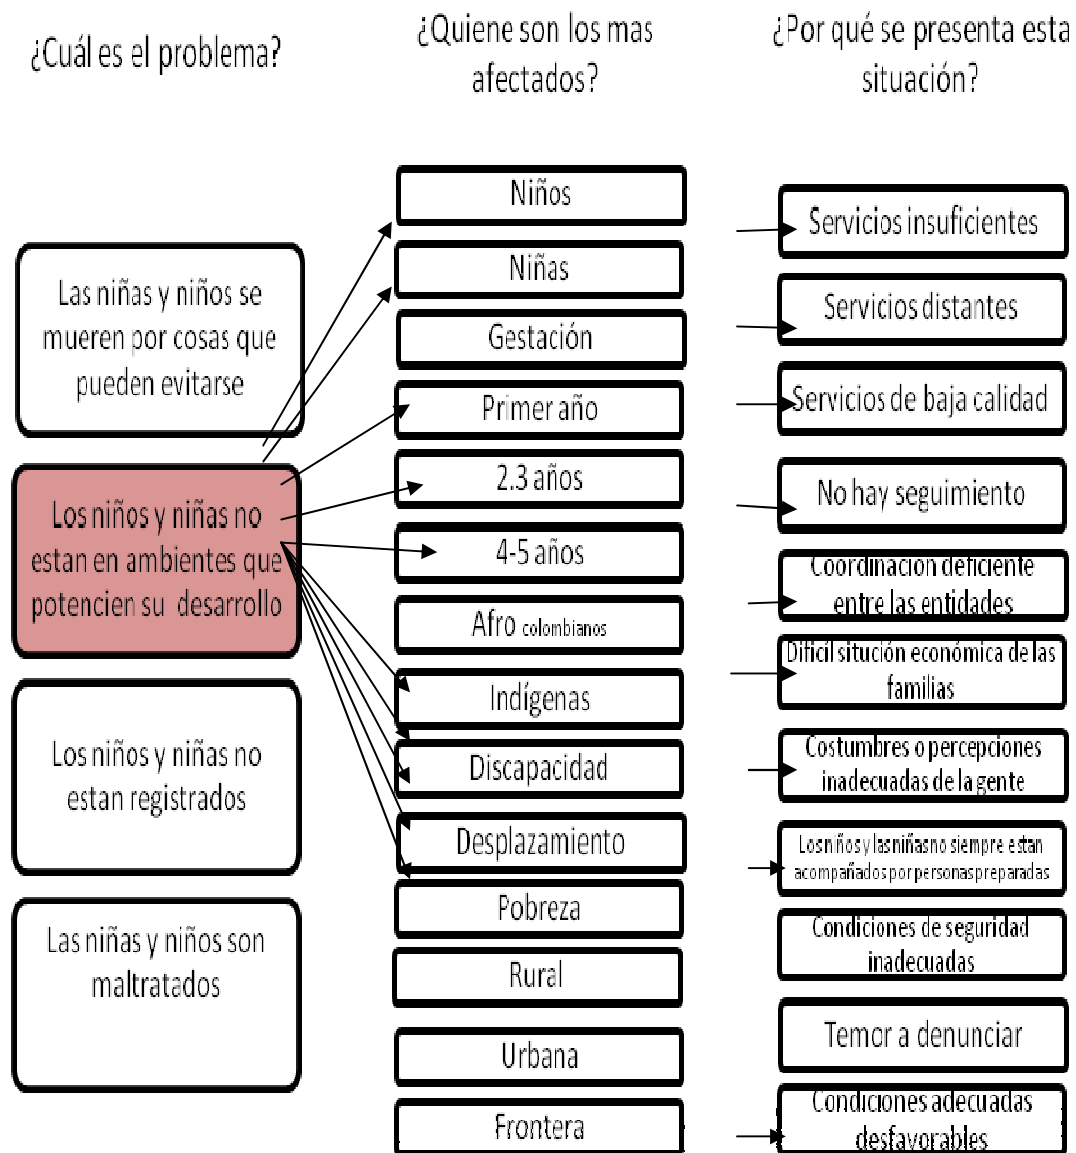 ¿Cuál es el problema?
¿Quiene son los mas
afectados?
¿Por qué se presenta esta
situación?
Las niñas y niños se
mueren por cosas que
pueden evitarse
Los niños y niñas no
estan en ambientes que
potencien su desarrollo
Los niños y niñas no
estan registrados
Las niñas y niños son
maltratados
Niños
Niñas
Gestación
Primer año
2.3 años
4-5 años
Afro colombianos
Indígenas
Discapacidad
Desplazamiento
Pobreza
Rural
Urbana
Frontera
Servicios insuficientes
Servicios distantes
Servicios de baja calidad
No hay seguimiento
Coordinación deficiente
entre las entidades
Dificíl situción económica de las
familias
Costumbres o percepciones
inadecuadas de la gente
Los niños y las niñas no siempre estan
acompañados por personas preparadas
Condiciones de seguridad
inadecuadas
Temor a denunciar
Condiciones adecuadas
desfavorables